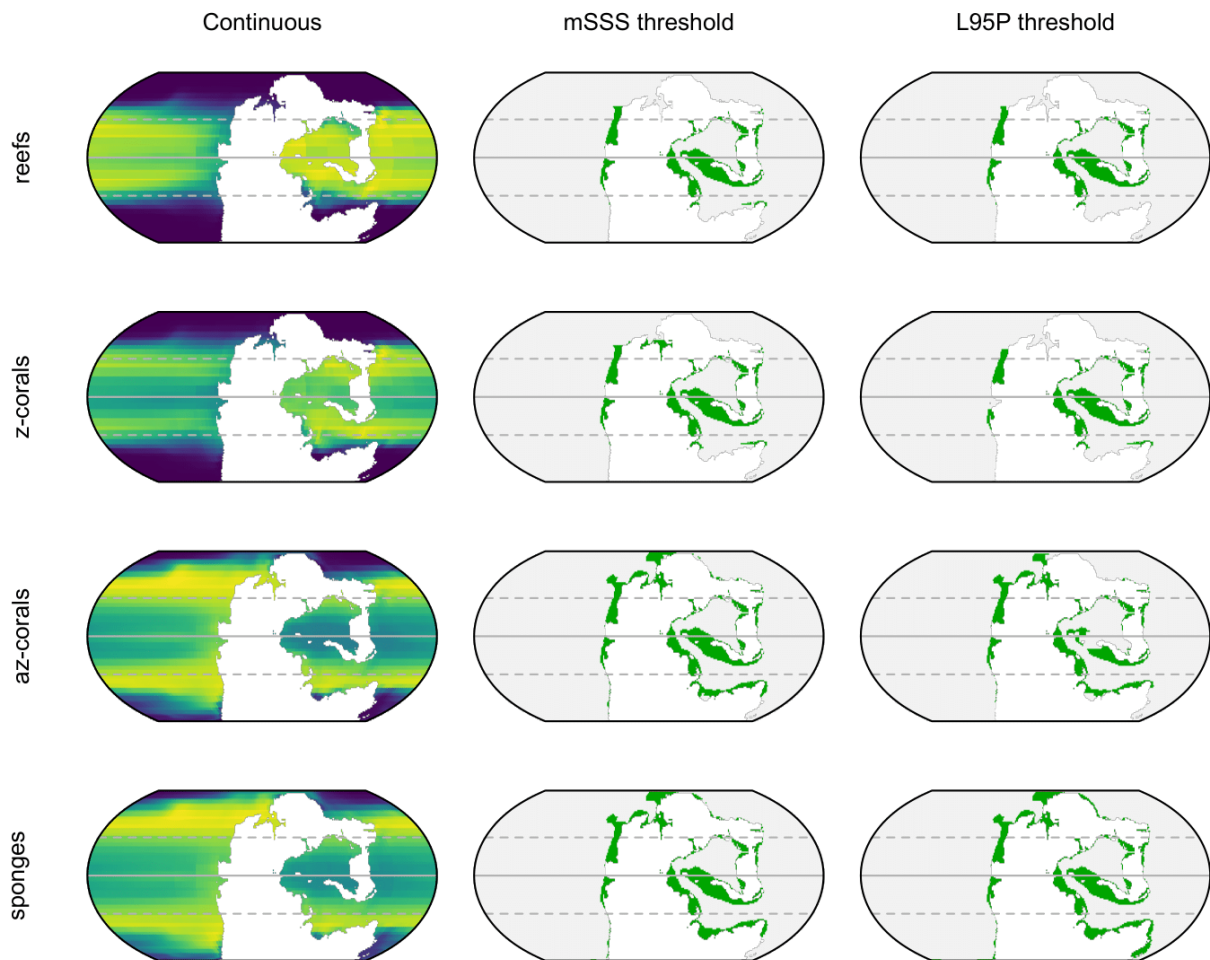 Continuous
mSSS threshold
L95P threshold
reefs
z-corals
az-corals
sponges